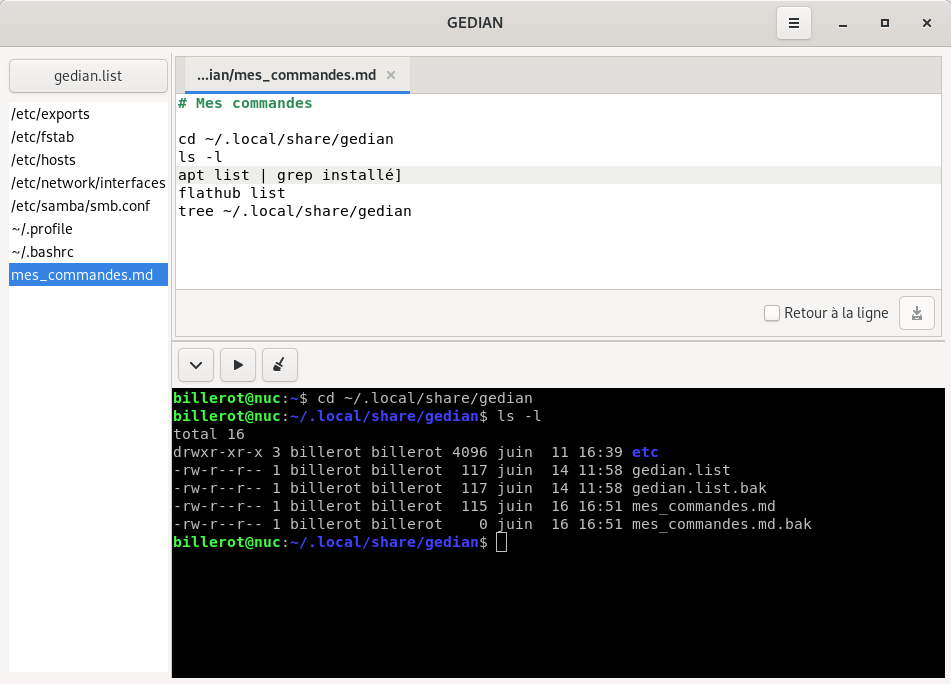 GEDIAN
gedian.list
/etc/exports
/etc/fstab
/etc/hosts
/etc/network/interfaces
/etc/samba/smb.conf
~/.profile
~/.bashrc
mes_commandes.md
...ian/mes_commandes.md
# Mes commandes
cd ~/.local/share/gedian
ls -l
apt list | grep installé]
flathub list
tree ~/.local/share/gedian
Retour à la ligne
billerot@nuc:~$ cd ~/.local/share/gedian
billerot@nuc:~/.local/share/gedian$ ls -l
total 16
drwxr-xr-x 3 billerot billerot 4096 juin  11 16:39 etc
-rw-r--r-- 1 billerot billerot  117 juin  14 11:58 gedian.list
-rw-r--r-- 1 billerot billerot  117 juin  14 11:58 gedian.list.bak
-rw-r--r-- 1 billerot billerot  115 juin  16 16:51 mes_commandes.md
-rw-r--r-- 1 billerot billerot    0 juin  16 16:51 mes_commandes.md.bak
billerot@nuc:~/.local/share/gedian$